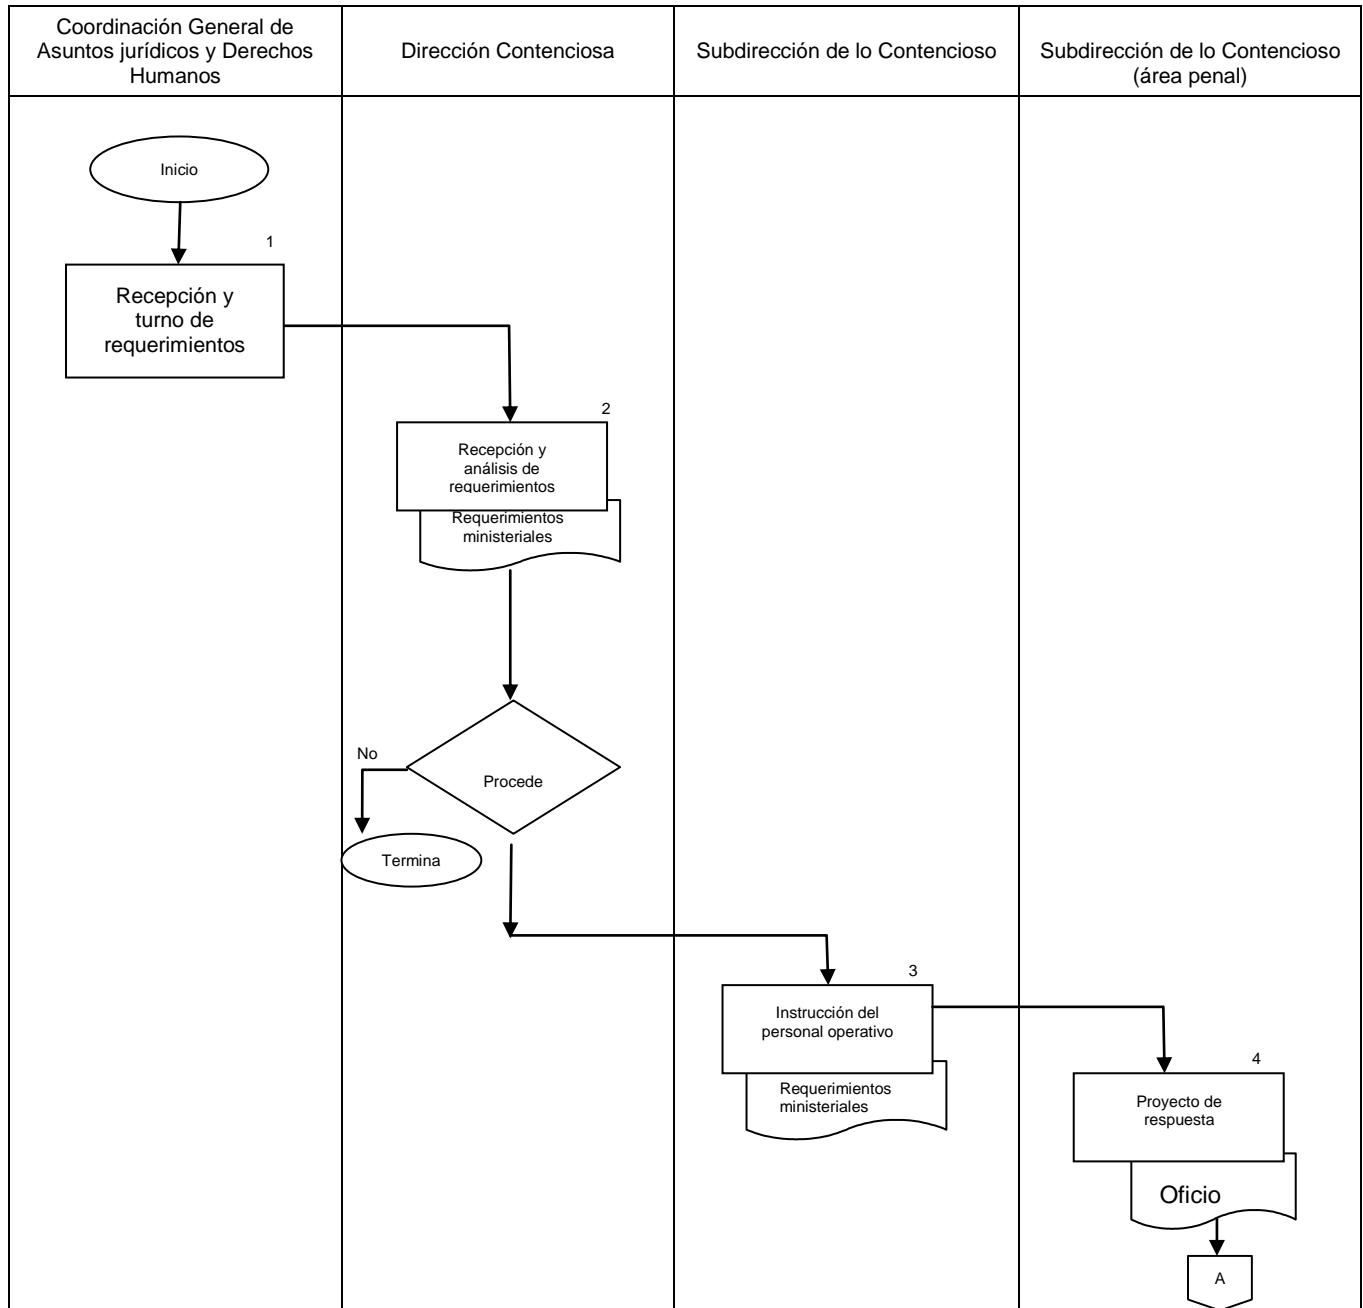 Coordinación General de
Asuntos jurídicos y Derechos
Humanos
Dirección Contenciosa
Subdirección de lo Contencioso
Subdirección de lo Contencioso
(área penal)
Inicio
1
Recepción y
turno de
requerimientos
2
Recepción y
análisis de
requerimientos
Requerimientos
ministeriales
No
Procede
Termina
3
Instrucción del
personal operativo
Requerimientos
ministeriales
4
Proyecto de
respuesta
Oficio
A